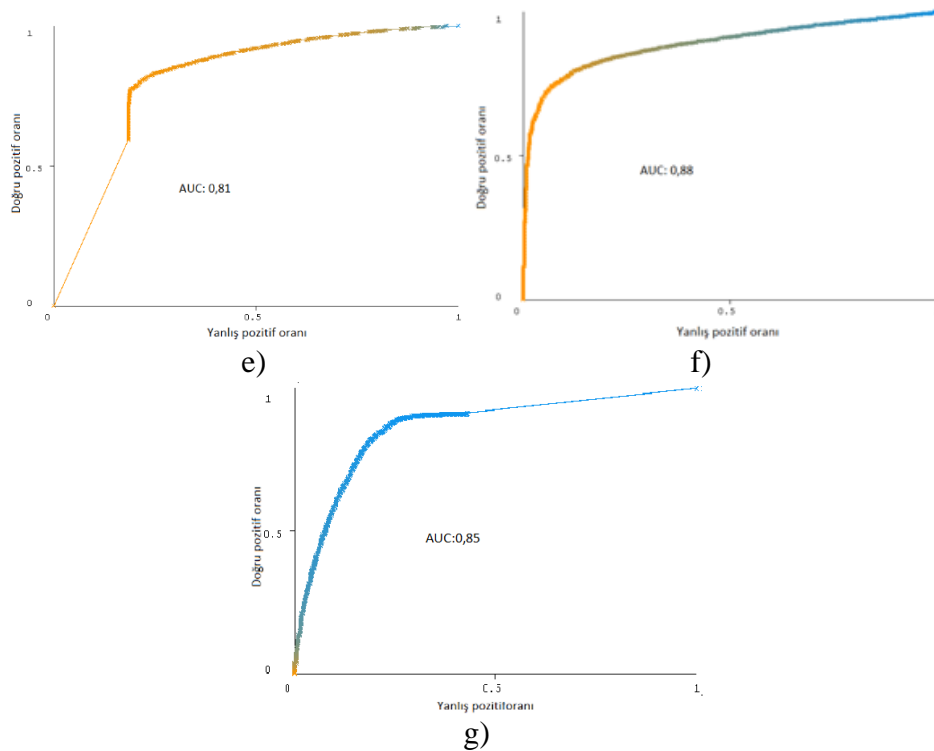 1
Doğru pozitif oranı
0.5
AUC: 0,81
0
0
0.5
1
Yanlış pozitif oranı
e)
1
Doğru pozitif oranı
0.5
AUC: 0,88
0
0
0.5
Yanlış pozitif oranı
f)
1
Doğru pozitif oranı
0.5
AUC:0,85
0
0
C.5
1
Yanlış pozitiforanı
g)